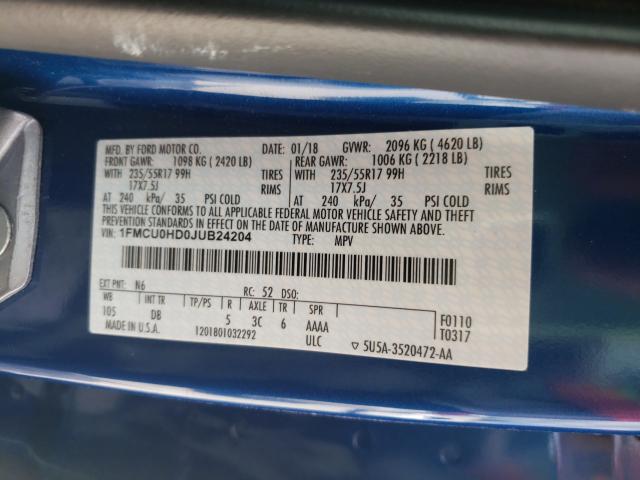 MFD. BY FORD MOTOR CO. 01/18 GVWR: 2096 KG ( 4620 LB)
FRONT GAWR: 1098 KG ( 2420 LB) REAR GAWR: 1006 KG ( 2218 LB)
WITH 235/55R17 99H TIRES WITH 235/55R17 99H TIRES
17X7.5J RIMS 17X7.5J RIMS
AT 240 kPa/ 35 PSI COLD AT 240 kPa/ 35 PSI COLD
THIS VEHICLE CONFORMS TO ALL APPLICABLE FEDERAL MOTOR VEHICLE SAFETY AND THEFT
PREVENTION STANDARDS IN EFFECT ON THE DATE OF MANUFACTURE SHOWN ABOVE.
VIN: 1FMCU0HD0JUB24204 TYPE: MPV
EXT PNT: N6 RC: 52 DSO:
WB INT TR TP/PS R AXLE TR SPR
105 DB 5 3C 6 AAAA F0110
MADE IN U.S.A. 1201801032292 ULC T0317
▽ 5U5A-3520472-AA